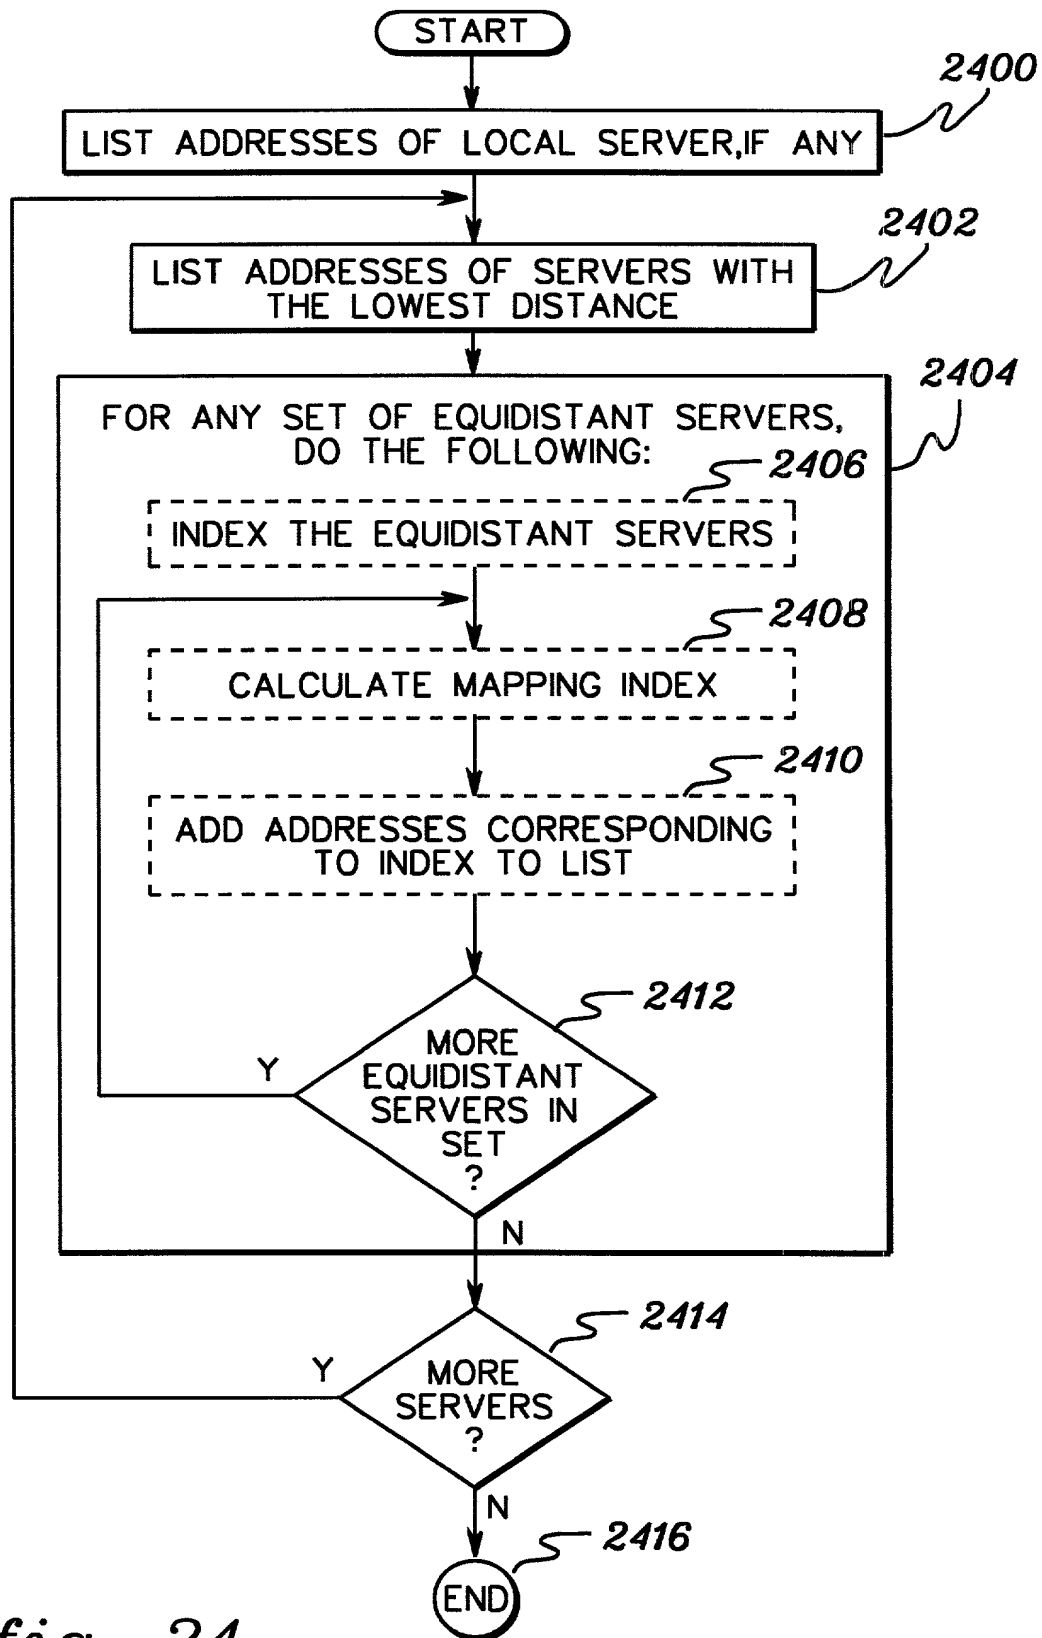 START
2400
LIST ADDRESSES OF LOCAL SERVER,IF ANY
2402
LIST ADDRESSES OF SERVERS WITH
THE LOWEST DISTANCE
2404
FOR ANY SET OF EQUIDISTANT SERVERS,
DO THE FOLLOWING:
2406
INDEX THE EQUIDISTANT SERVERS
2408
CALCULATE MAPPING INDEX
2410
ADD ADDRESSES CORRESPONDING
TO INDEX TO LIST
2412
MORE
EQUIDISTANT
SERVERS IN
SET
?
Y
N
2414
MORE
SERVERS
?
Y
N
2416
END
fig. 24